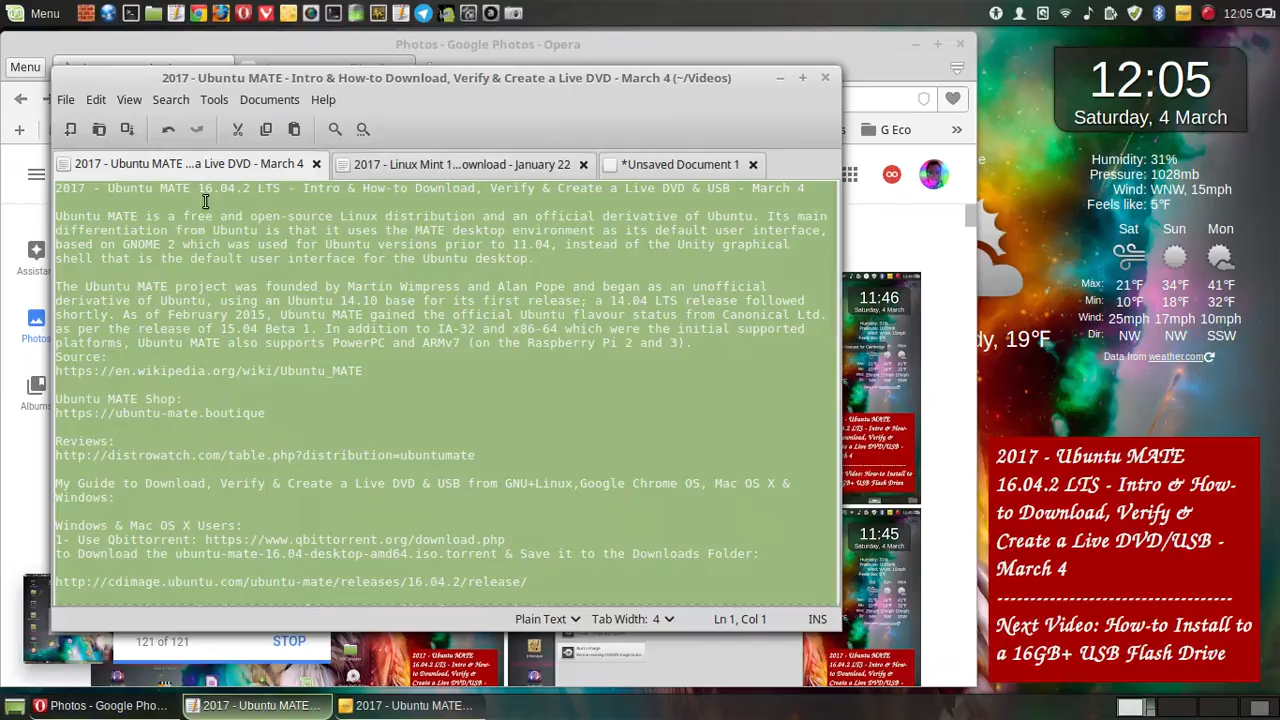 Menu
12:05
Photos - Google Photos - Opera
Menu
2017 - Ubuntu MATE - Intro & How-to Download, Verify & Create a Live DVD - March 4 (~/Videos)
File Edit View Search Tools Documents Help
G Eco
2017 - Ubuntu MATE ...a Live DVD - March 4
2017 - Linux Mint 1...ownload - January 22
*Unsaved Document 1
2017 - Ubuntu MATE 16.04.2 LTS - Intro & How-to Download, Verify & Create a Live DVD & USB - March 4
Ubuntu MATE is a free and open-source Linux distribution and an official derivative of Ubuntu. Its main
differentiation from Ubuntu is that it uses the MATE desktop environment as its default user interface,
based on GNOME 2 which was used for Ubuntu versions prior to 11.04, instead of the Unity graphical
shell that is the default user interface for the Ubuntu desktop.
The Ubuntu MATE project was founded by Martin Wimpress and Alan Pope and began as an unofficial
derivative of Ubuntu, using an Ubuntu 14.10 base for its first release; a 14.04 LTS release followed
shortly. As of February 2015, Ubuntu MATE gained the official Ubuntu flavour status from Canonical Ltd.
as per the release of 15.04 Beta 1. In addition to IA-32 and x86-64 which were the initial supported
platforms, Ubuntu MATE also supports PowerPC and ARMv7 (on the Raspberry Pi 2 and 3).
Source:
https://en.wikipedia.org/wiki/Ubuntu_MATE
Ubuntu MATE Shop:
https://ubuntu-mate.boutique
Reviews:
http://distrowatch.com/table.php?distribution=ubuntumate
My Guide to Download, Verify & Create a Live DVD & USB from GNU+Linux,Google Chrome OS, Mac OS X &
Windows:
Windows & Mac OS X Users:
1- Use Qbittorrent: https://www.qbittorrent.org/download.php
to Download the ubuntu-mate-16.04-desktop-amd64.iso.torrent & Save it to the Downloads Folder:
http://cdimage.ubuntu.com/ubuntu-mate/releases/16.04.2/release/
Plain Text Tab Width: 4 Ln 1, Col 1 INS
Assistan
Photos
Albums
121 of 121 STOP
11:46
Saturday, 4 March
11:45
Saturday, 4 March
12:05
Saturday, 4 March
Humidity: 31%
Pressure: 1028mb
Wind: WNW, 15mph
Feels like: 5°F
Sat Sun Mon
Max: 21°F 34°F 41°F
Min: 10°F 18°F 32°F
Wind: 25mph 17mph 10mph
Dir: NW NW SSW
Data from weather.com
dy, 19°F
2017 - Ubuntu MATE
16.04.2 LTS - Intro & How-
to Download, Verify &
Create a Live DVD/USB -
March 4
----------------------------------
Next Video: How-to Install to
a 16GB+ USB Flash Drive
Photos - Google Pho...
2017 - Ubuntu MATE...
2017 - Ubuntu MATE...